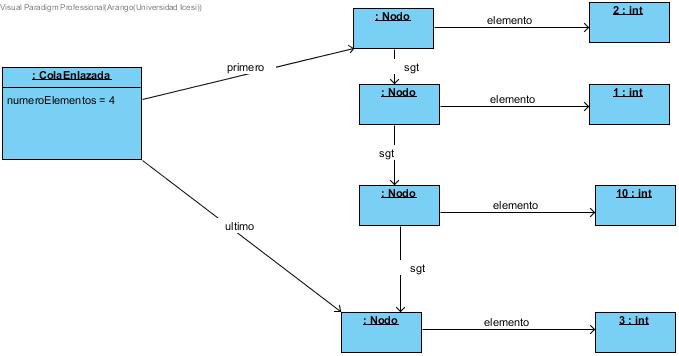 Visual Paradigm Professional(Arango(Universidad Icesi))
: Nodo
elemento
2 : int
primero
sgt
: ColaEnlazada
numeroElementos = 4
: Nodo
elemento
1 : int
sgt
: Nodo
elemento
10 : int
ultimo
sgt
: Nodo
elemento
3 : int